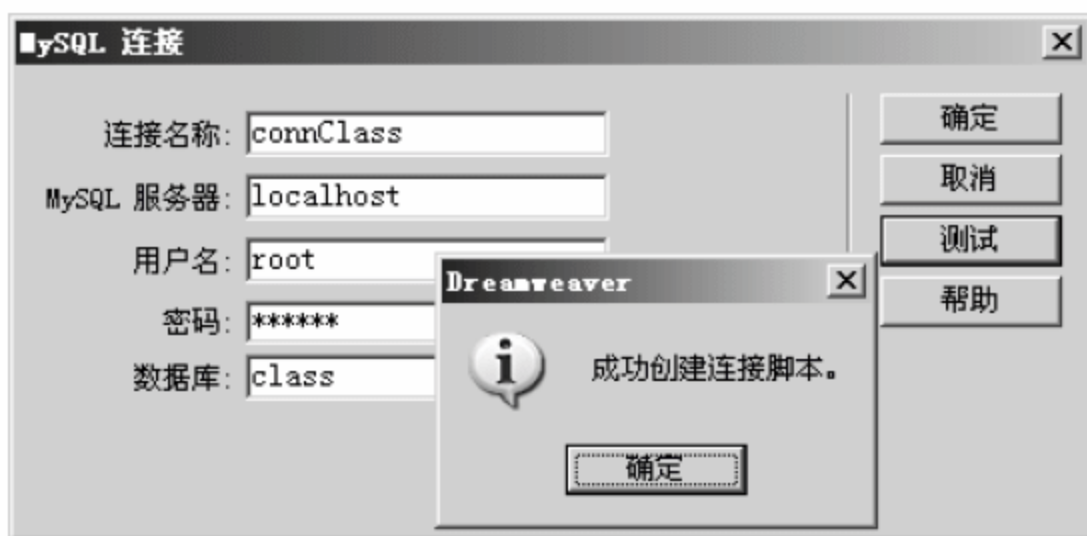 MySQL 连接
连接名称: connClass
MySQL 服务器: localhost
用户名: root
密码: ******
数据库: class
确定
取消
测试
帮助
Dreamweaver
成功创建连接脚本。
确定